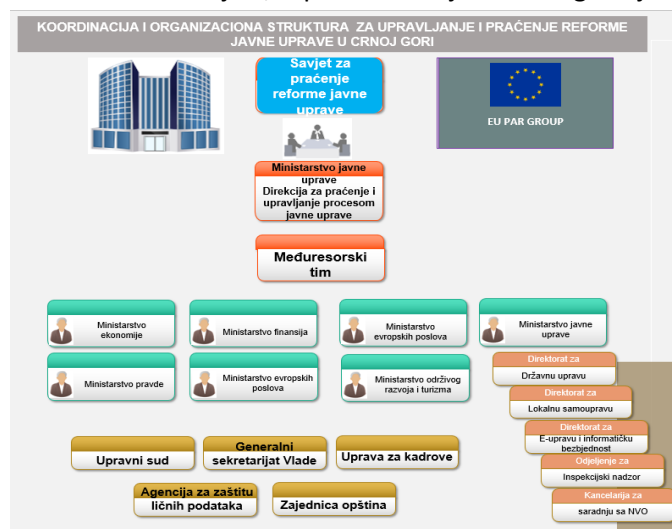 KOORDINACIJA I ORGANIZACIONA STRUKTURA ZA UPRAVLJANJE I PRAĆENJE REFORME
JAVNE UPRAVE U CRNOJ GORI
Savjet za
praćenje
reforme javne
uprave
EU PAR GROUP
Ministarstvo javne
uprave
Direkcija za praćenje i
upravljanje procesom
javne uprave
Međuresorski
tim
Ministarstvo
ekonomije
Ministarstvo finansija
Ministarstvo
evropskih poslova
Ministarstvo javne
uprave
Ministarstvo pravde
Ministarstvo evropskih
poslova
Ministarstvo održivog
razvoja i turizma
Direktorat za
Državnu upravu
Direktorat za
Lokalnu samoupravu
Direktorat za
E-upravu i informatičku
bezbjednost
Odjeljenje za
Inspekcijski nadzor
Kancelarija za
saradnju sa NVO
Upravni sud
Generalni
sekretarijat Vlade
Uprava za kadrove
Agencija za zaštitu
ličnih podataka
Zajednica opština